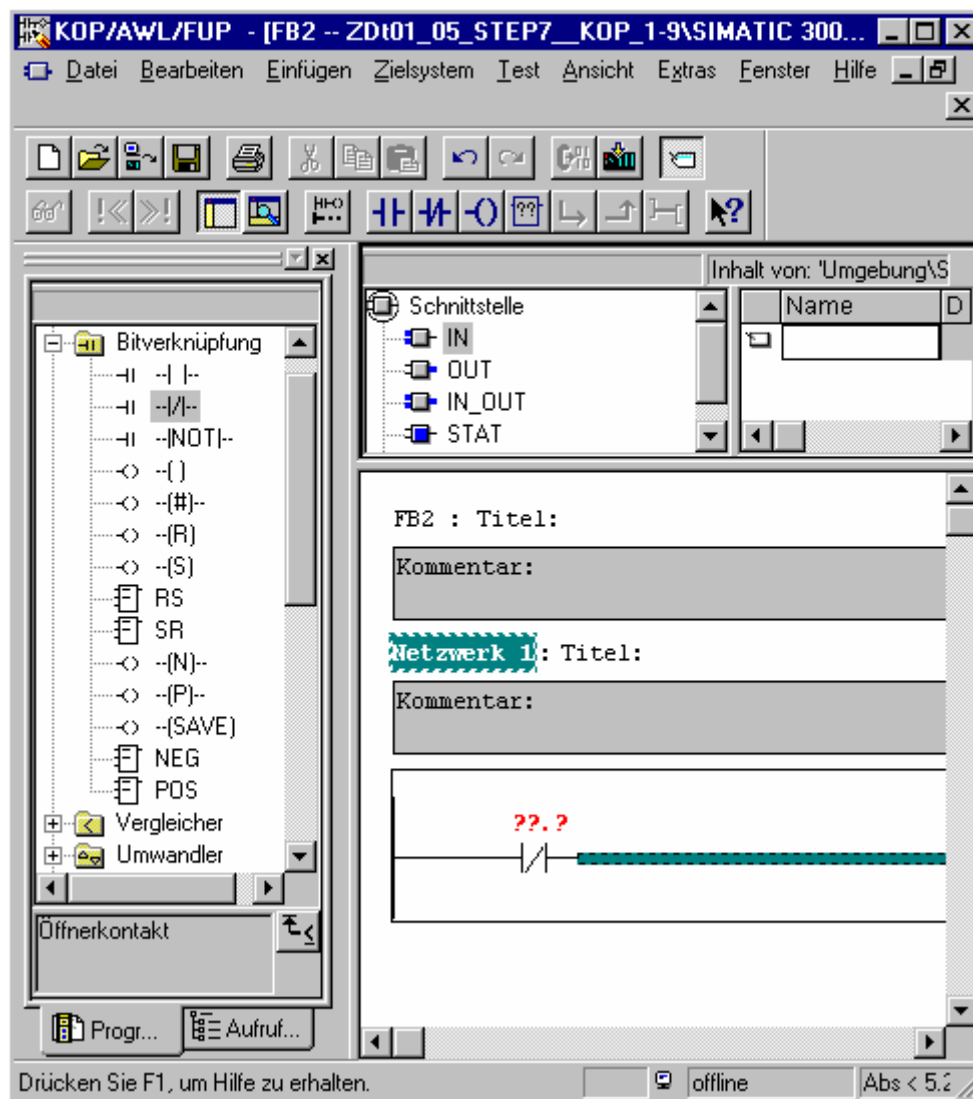 KOP/AWL/FUP - [FB2 -- ZDt01_05_STEP7__KOP_1-9\SIMATIC 300...
Datei Bearbeiten Einfügen Zielsystem Test Ansicht Extras Fenster Hilfe
Inhalt von: 'Umgebung\S
Schnittstelle
IN
OUT
IN_OUT
STAT
Name D
Bitverknüpfung
--| |--
--|/|--
--|NOT|--
--( )
--(#)--
--(R)
--(S)
RS
SR
--(N)--
--(P)--
--(SAVE)
NEG
POS
Vergleicher
Umwandler
Öffnerkontakt
Progr...
Aufruf...
FB2 : Titel:
Kommentar:
Netzwerk 1: Titel:
Kommentar:
??.?
Drücken Sie F1, um Hilfe zu erhalten.
offline
Abs < 5.2